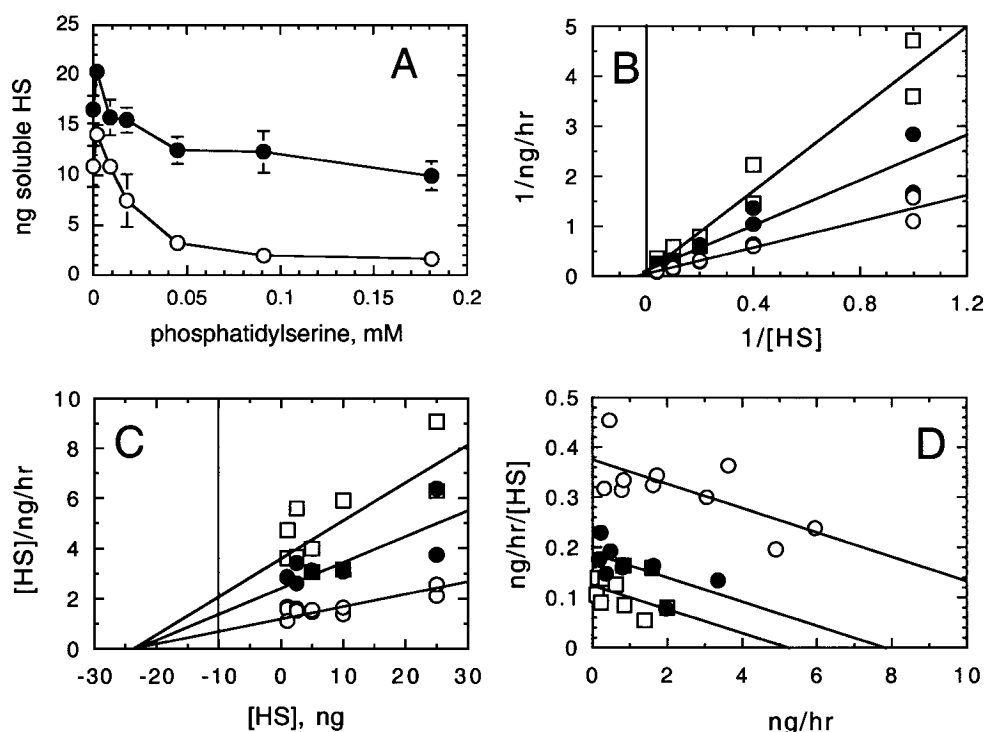 A
ng soluble HS
25
20
15
10
5
0
0 0.05 0.1 0.15 0.2
phosphatidylserine, mM
B
1/ng/hr
5
4
3
2
1
0
0 0.4 0.8 1.2
1/[HS]
C
[HS]/ng/hr
10
8
6
4
2
0
-30 -20 -10 0 10 20 30
[HS], ng
D
ng/hr/[HS]
0.5
0.4
0.3
0.2
0.1
0
0 2 4 6 8 10
ng/hr